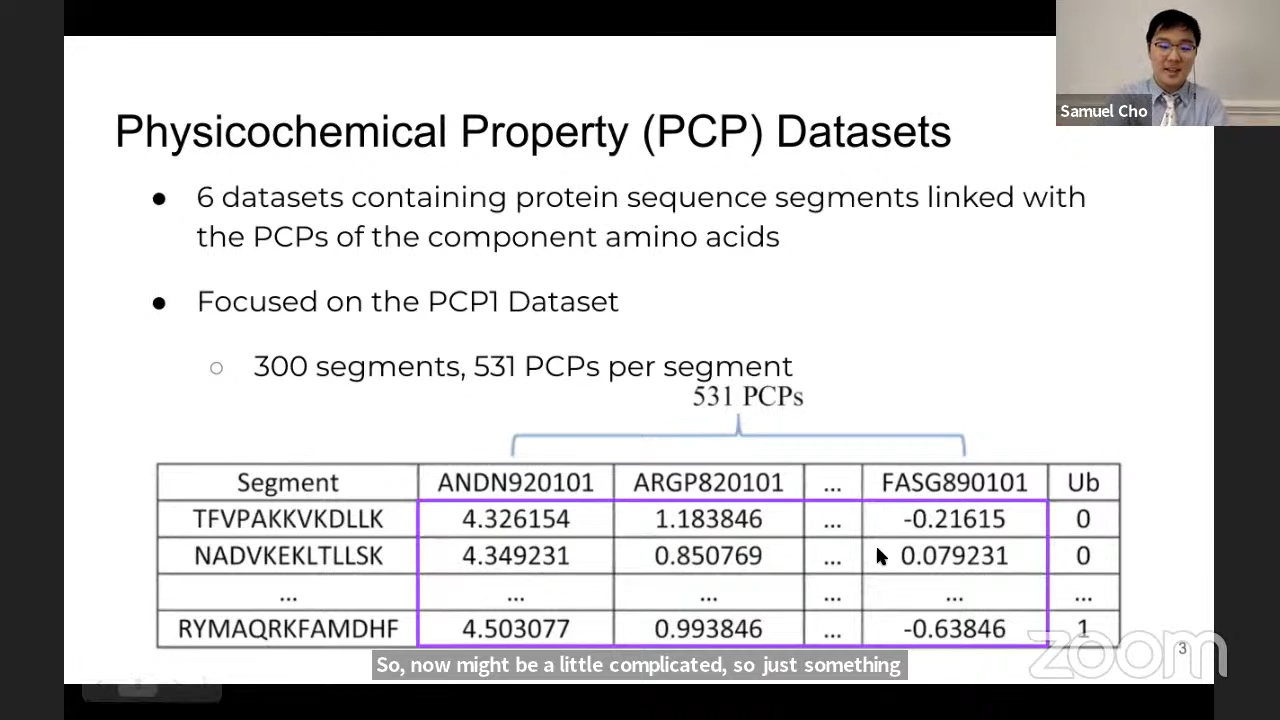 Samuel Cho
Physicochemical Property (PCP) Datasets
● 6 datasets containing protein sequence segments linked with
the PCPs of the component amino acids
● Focused on the PCP1 Dataset
○ 300 segments, 531 PCPs per segment
531 PCPs
Segment ANDN920101 ARGP820101 ... FASG890101 Ub
TFVPAKKVKDLLK 4.326154 1.183846 ... -0.21615 0
NADVKEKLTLLSK 4.349231 0.850769 ... 0.079231 0
... ... ... ... ... ...
RYMAQRKFAMDHF 4.503077 0.993846 ... -0.63846 1
zoom
3
So, now might be a little complicated, so just something